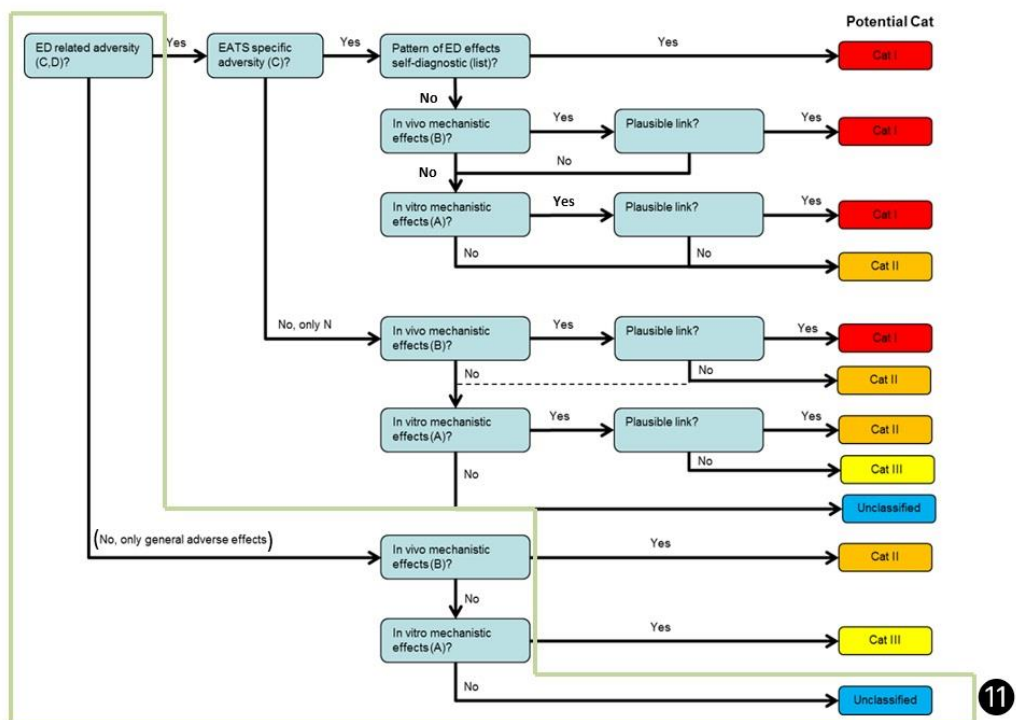 Potential Cat
ED related adversity
(C,D)?
Yes
EATS specific
adversity (C)?
Yes
Pattern of ED effects
self-diagnostic (list)?
Yes
Cat I
No
In vivo mechanistic
effects (B)?
Yes
Plausible link?
Yes
Cat I
No
No
In vitro mechanistic
effects (A)?
Yes
Plausible link?
Yes
Cat I
No
No
Cat II
No, only N
In vivo mechanistic
effects (B)?
Yes
Plausible link?
Yes
Cat I
No
No
Cat II
In vitro mechanistic
effects (A)?
Yes
Plausible link?
Yes
Cat II
No
No
Cat III
Unclassified
(No, only general adverse effects)
In vivo mechanistic
effects (B)?
Yes
Cat II
No
In vitro mechanistic
effects (A)?
Yes
Cat III
No
Unclassified
11